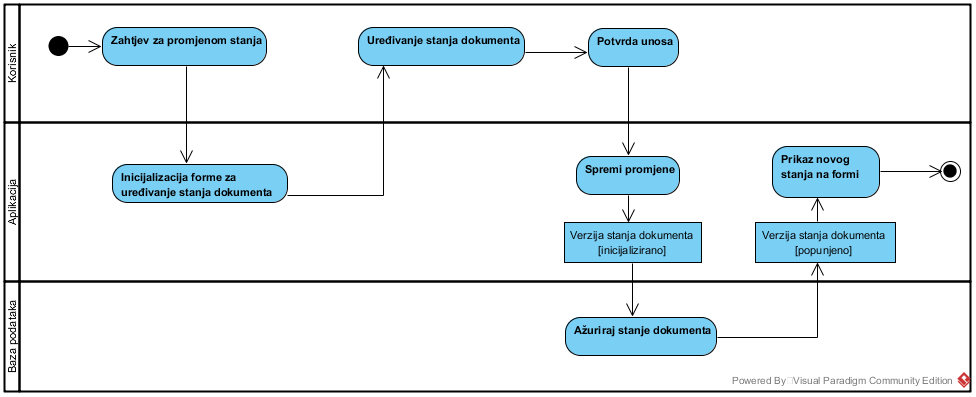 Korisnik
Zahtjev za promjenom stanja
Uređivanje stanja dokumenta
Potvrda unosa
Aplikacija
Inicijalizacija forme za
uređivanje stanja dokumenta
Spremi promjene
Verzija stanja dokumenta
[inicijalizirano]
Prikaz novog
stanja na formi
Verzija stanja dokumenta
[popunjeno]
Baza podataka
Ažuriraj stanje dokumenta
Powered By Visual Paradigm Community Edition